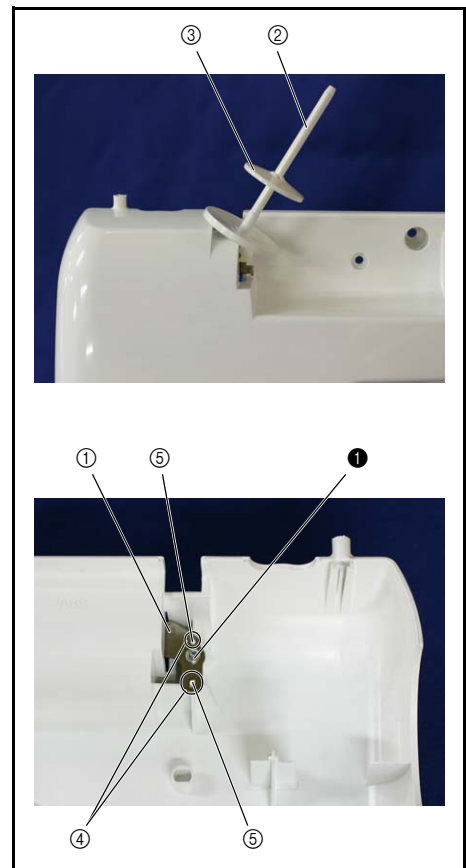 ③ ②
① ⑤ ❶
④ ⑤